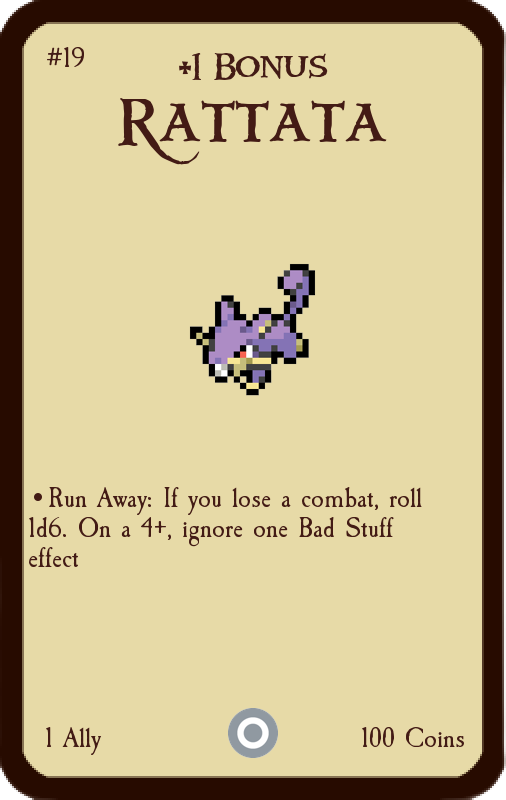 #19
+1 Bonus
Rattata
• Run Away: If you lose a combat, roll
1d6. On a 4+, ignore one Bad Stuff
effect
1 Ally
100 Coins